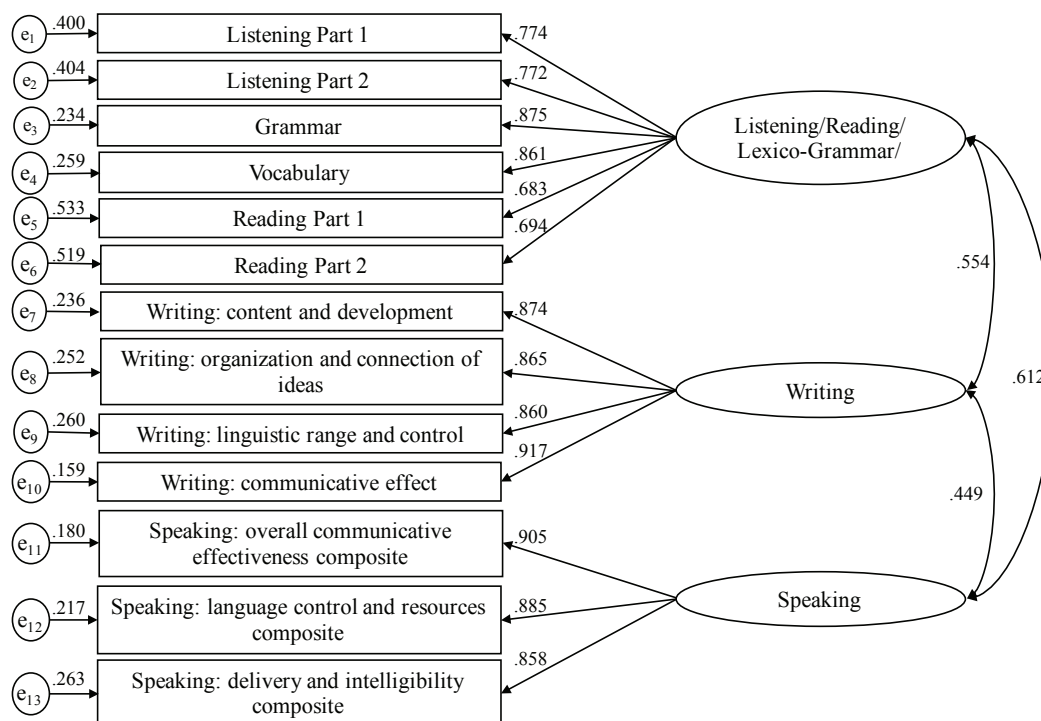 e1 .400 Listening Part 1 .774
e2 .404 Listening Part 2 .772
e3 .234 Grammar .875
e4 .259 Vocabulary .861
e5 .533 Reading Part 1 .683
e6 .519 Reading Part 2 .694
Listening/Reading/
Lexico-Grammar/
.554
.612
e7 .236 Writing: content and development .874
e8 .252 Writing: organization and connection of
ideas
.865
e9 .260 Writing: linguistic range and control .860
e10 .159 Writing: communicative effect .917
Writing
.449
e11 .180 Speaking: overall communicative
effectiveness composite
.905
e12 .217 Speaking: language control and resources
composite
.885
e13 .263 Speaking: delivery and intelligibility
composite
.858
Speaking